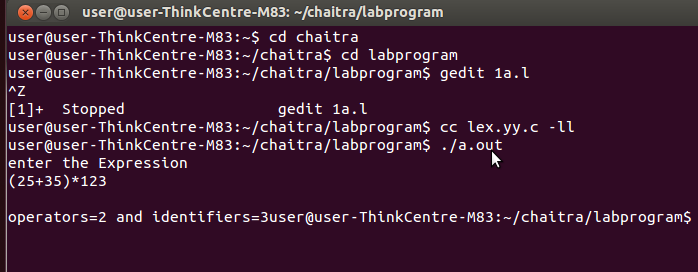 user@user-ThinkCentre-M83: ~/chaitra/labprogram
user@user-ThinkCentre-M83:~$ cd chaitra
user@user-ThinkCentre-M83:~/chaitra$ cd labprogram
user@user-ThinkCentre-M83:~/chaitra/labprogram$ gedit 1a.l
^Z
[1]+  Stopped                 gedit 1a.l
user@user-ThinkCentre-M83:~/chaitra/labprogram$ cc lex.yy.c -ll
user@user-ThinkCentre-M83:~/chaitra/labprogram$ ./a.out
enter the Expression
(25+35)*123
operators=2 and identifiers=3user@user-ThinkCentre-M83:~/chaitra/labprogram$